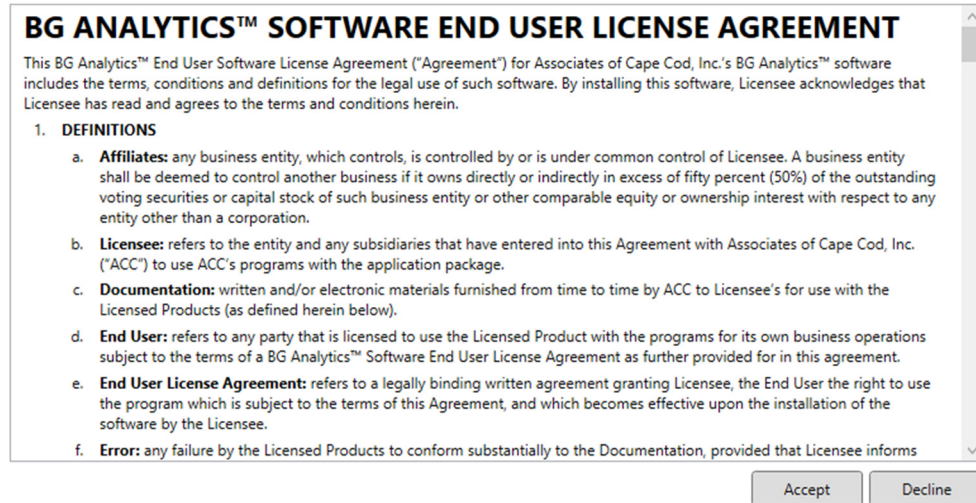 BG ANALYTICS™ SOFTWARE END USER LICENSE AGREEMENT
This BG Analytics™ End User Software License Agreement (“Agreement”) for Associates of Cape Cod, Inc.’s BG Analytics™ software
includes the terms, conditions and definitions for the legal use of such software. By installing this software, Licensee acknowledges that
Licensee has read and agrees to the terms and conditions herein.
1. DEFINITIONS
a. Affiliates: any business entity, which controls, is controlled by or is under common control of Licensee. A business entity
shall be deemed to control another business if it owns directly or indirectly in excess of fifty percent (50%) of the outstanding
voting securities or capital stock of such business entity or other comparable equity or ownership interest with respect to any
entity other than a corporation.
b. Licensee: refers to the entity and any subsidiaries that have entered into this Agreement with Associates of Cape Cod, Inc.
(“ACC”) to use ACC’s programs with the application package.
c. Documentation: written and/or electronic materials furnished from time to time by ACC to Licensee’s for use with the
Licensed Products (as defined herein below).
d. End User: refers to any party that is licensed to use the Licensed Product with the programs for its own business operations
subject to the terms of a BG Analytics™ Software End User License Agreement as further provided for in this agreement.
e. End User License Agreement: refers to a legally binding written agreement granting Licensee, the End User the right to use
the program which is subject to the terms of this Agreement, and which becomes effective upon the installation of the
software by the Licensee.
f. Error: any failure by the Licensed Products to conform substantially to the Documentation, provided that Licensee informs
Accept Decline